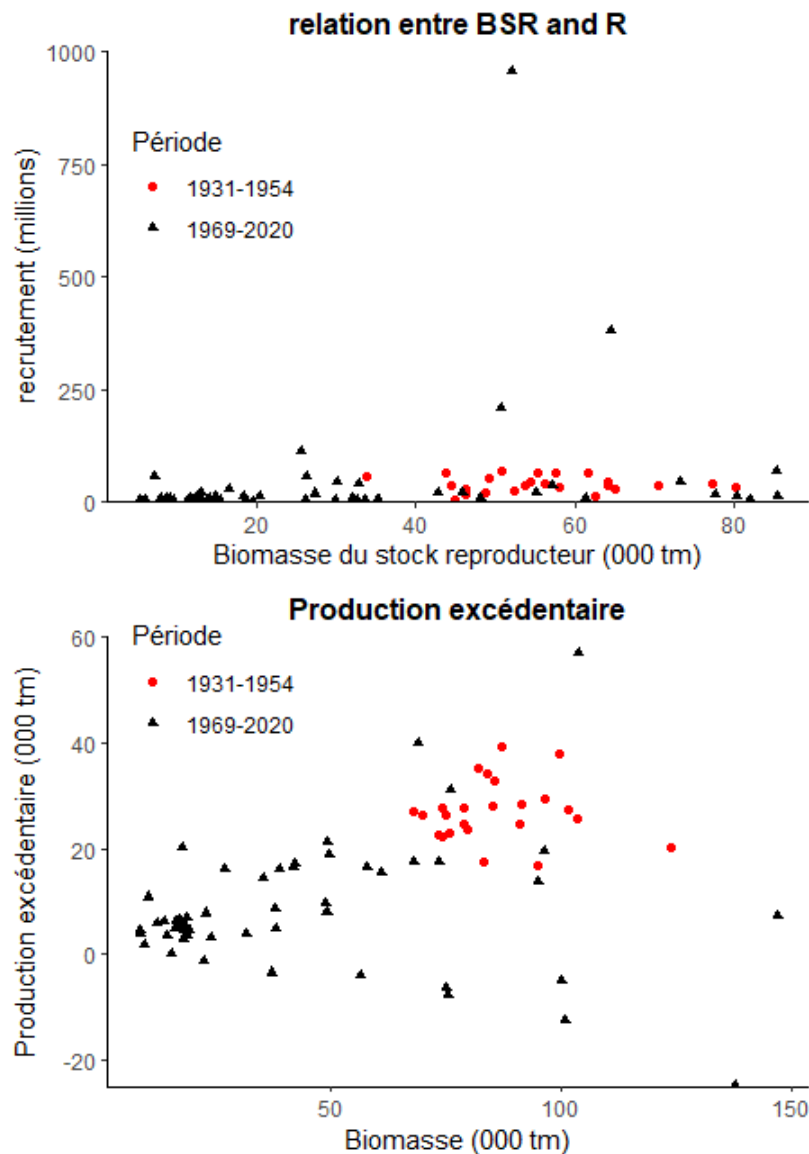 relation entre BSR and R
1000
750
500
250
0
recrutement (millions)
Période
1931-1954
1969-2020
20 40 60 80
Biomasse du stock reproducteur (000 tm)
Production excédentaire
60
40
20
0
-20
Production excédentaire (000 tm)
Période
1931-1954
1969-2020
50 100 150
Biomasse (000 tm)